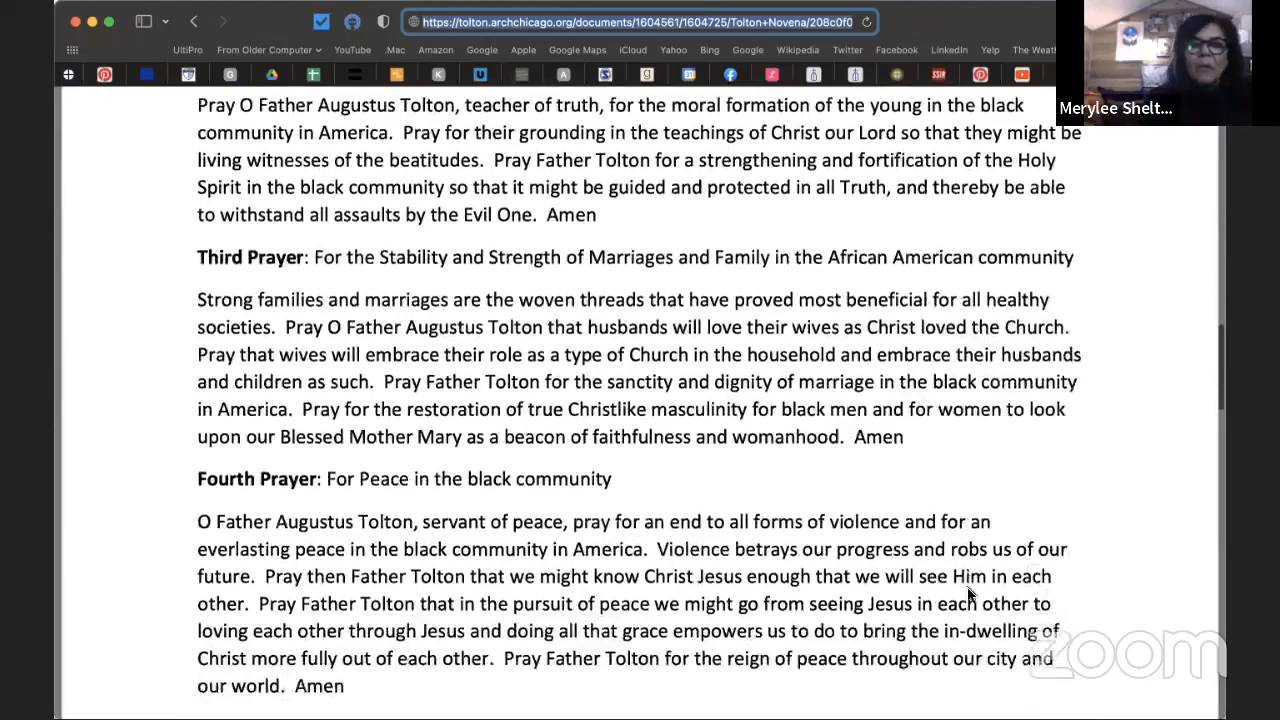 https://tolton.archchicago.org/documents/1604561/1604725/Tolton+Novena/208c0f0
UltiPro From Older Computer YouTube .Mac Amazon Google Apple Google Maps iCloud Yahoo Bing Google Wikipedia Twitter Facebook LinkedIn Yelp The Weath
Merylee Shelt...
Pray O Father Augustus Tolton, teacher of truth, for the moral formation of the young in the black
community in America. Pray for their grounding in the teachings of Christ our Lord so that they might be
living witnesses of the beatitudes. Pray Father Tolton for a strengthening and fortification of the Holy
Spirit in the black community so that it might be guided and protected in all Truth, and thereby be able
to withstand all assaults by the Evil One. Amen
Third Prayer: For the Stability and Strength of Marriages and Family in the African American community
Strong families and marriages are the woven threads that have proved most beneficial for all healthy
societies. Pray O Father Augustus Tolton that husbands will love their wives as Christ loved the Church.
Pray that wives will embrace their role as a type of Church in the household and embrace their husbands
and children as such. Pray Father Tolton for the sanctity and dignity of marriage in the black community
in America. Pray for the restoration of true Christlike masculinity for black men and for women to look
upon our Blessed Mother Mary as a beacon of faithfulness and womanhood. Amen
Fourth Prayer: For Peace in the black community
O Father Augustus Tolton, servant of peace, pray for an end to all forms of violence and for an
everlasting peace in the black community in America. Violence betrays our progress and robs us of our
future. Pray then Father Tolton that we might know Christ Jesus enough that we will see Him in each
other. Pray Father Tolton that in the pursuit of peace we might go from seeing Jesus in each other to
loving each other through Jesus and doing all that grace empowers us to do to bring the in-dwelling of
Christ more fully out of each other. Pray Father Tolton for the reign of peace throughout our city and
our world. Amen
zoom